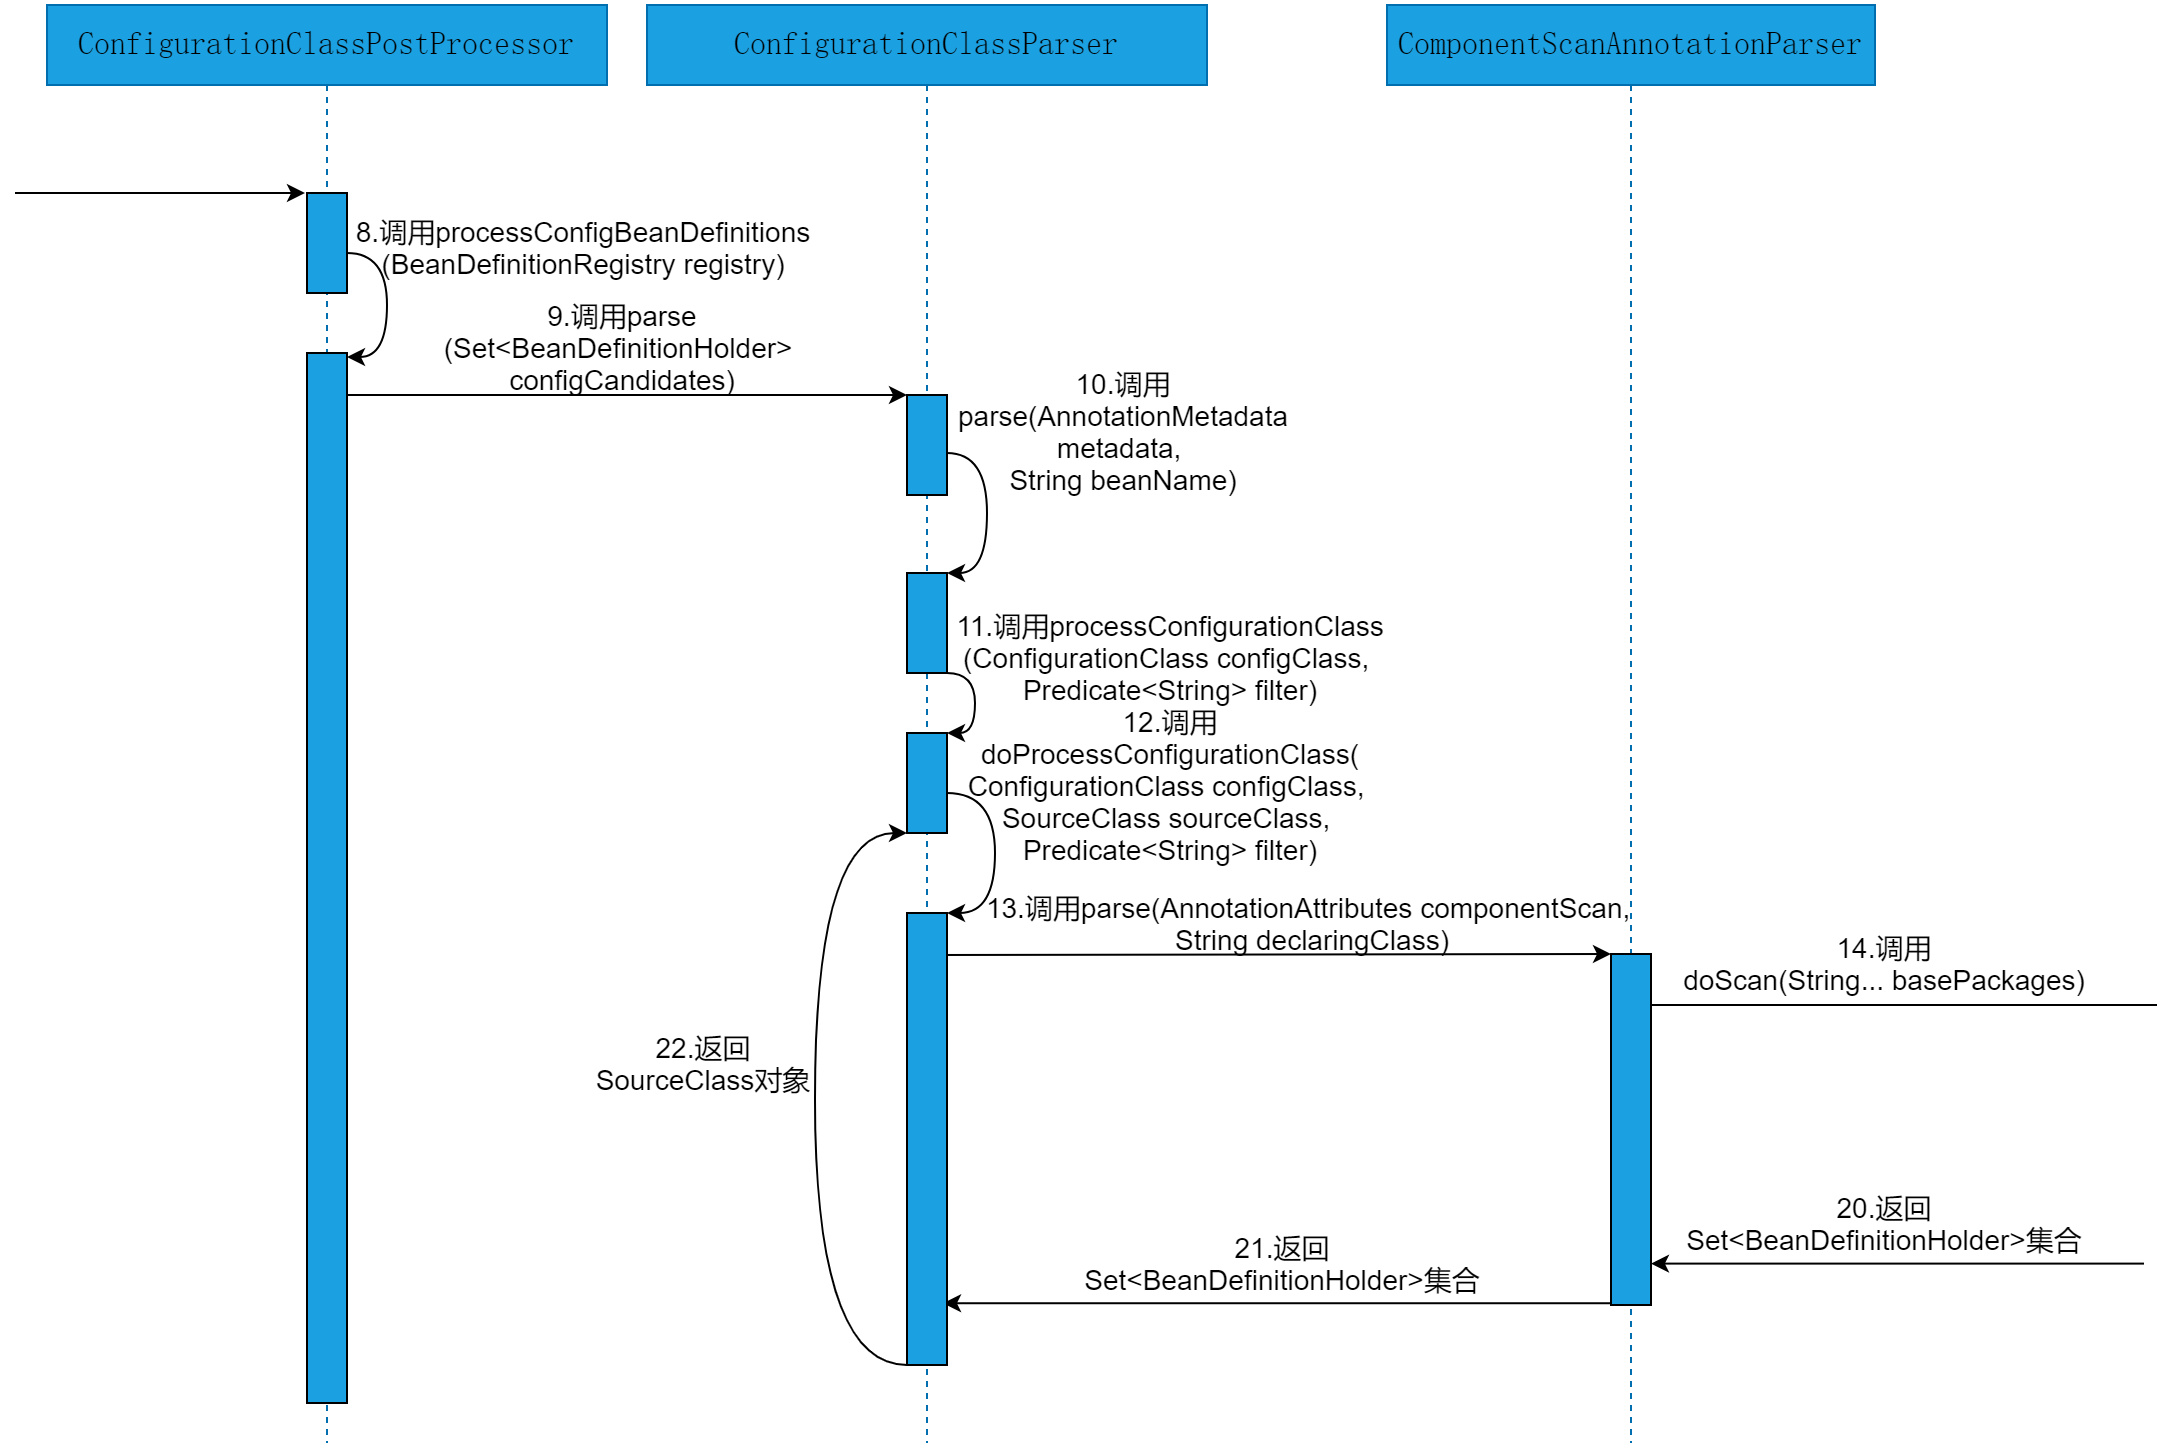 ConfigurationClassPostProcessor
ConfigurationClassParser
ComponentScanAnnotationParser
8.调用processConfigBeanDefinitions
(BeanDefinitionRegistry registry)
9.调用parse
(Set<BeanDefinitionHolder>
configCandidates)
10.调用
parse(AnnotationMetadata
metadata,
String beanName)
11.调用processConfigurationClass
(ConfigurationClass configClass,
Predicate<String> filter)
12.调用
doProcessConfigurationClass(
ConfigurationClass configClass,
SourceClass sourceClass,
Predicate<String> filter)
13.调用parse(AnnotationAttributes componentScan,
String declaringClass)
14.调用
doScan(String... basePackages)
22.返回
SourceClass对象
20.返回
Set<BeanDefinitionHolder>集合
21.返回
Set<BeanDefinitionHolder>集合